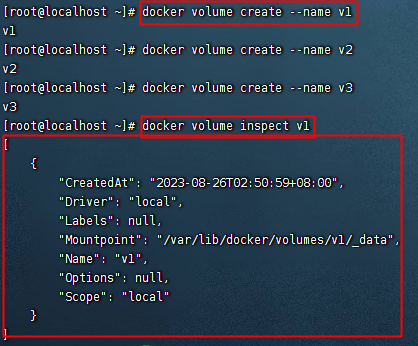 [root@localhost ~]# docker volume create --name v1
v1
[root@localhost ~]# docker volume create --name v2
v2
[root@localhost ~]# docker volume create --name v3
v3
[root@localhost ~]# docker volume inspect v1
[
    {
        "CreatedAt": "2023-08-26T02:50:59+08:00",
        "Driver": "local",
        "Labels": null,
        "Mountpoint": "/var/lib/docker/volumes/v1/_data",
        "Name": "v1",
        "Options": null,
        "Scope": "local"
    }
]